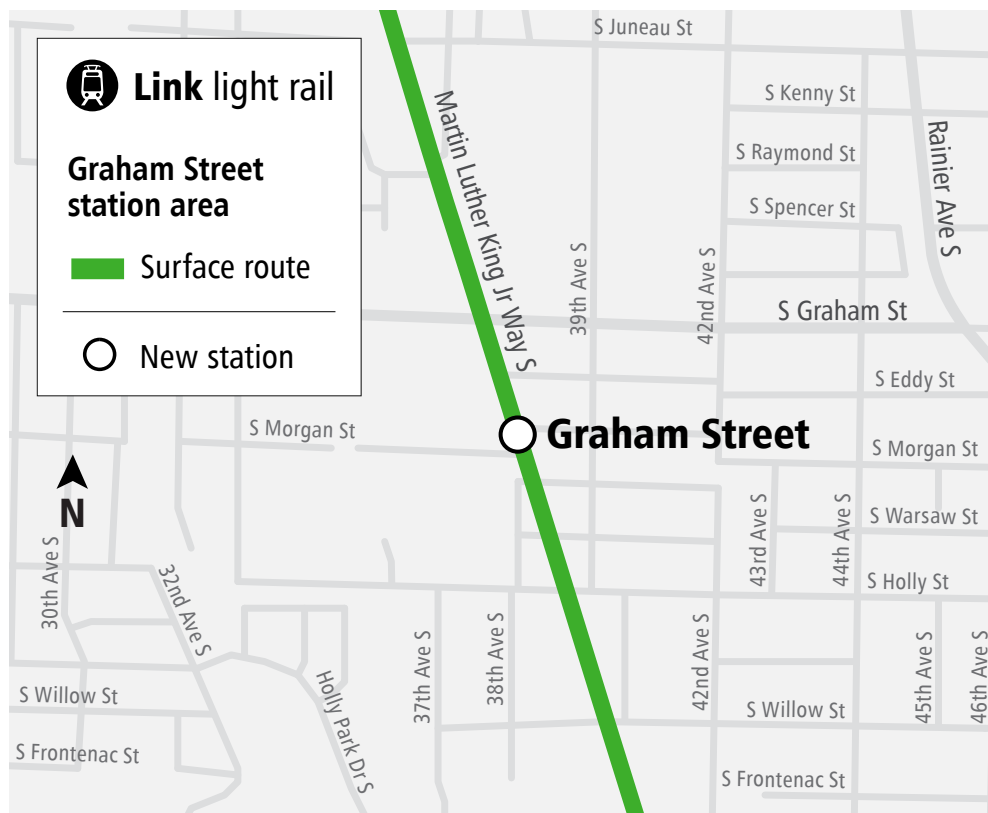 Link light rail
Graham Street
station area
Surface route
New station
N
S Juneau St
S Kenny St
S Raymond St
S Spencer St
Rainier Ave S
Martin Luther King Jr Way S
39th Ave S
42nd Ave S
S Graham St
S Eddy St
Graham Street
S Morgan St
S Morgan St
S Warsaw St
43rd Ave S
44th Ave S
S Holly St
30th Ave S
32nd Ave S
Holly Park Dr S
37th Ave S
38th Ave S
42nd Ave S
45th Ave S
46th Ave S
S Willow St
S Willow St
S Frontenac St
S Frontenac St